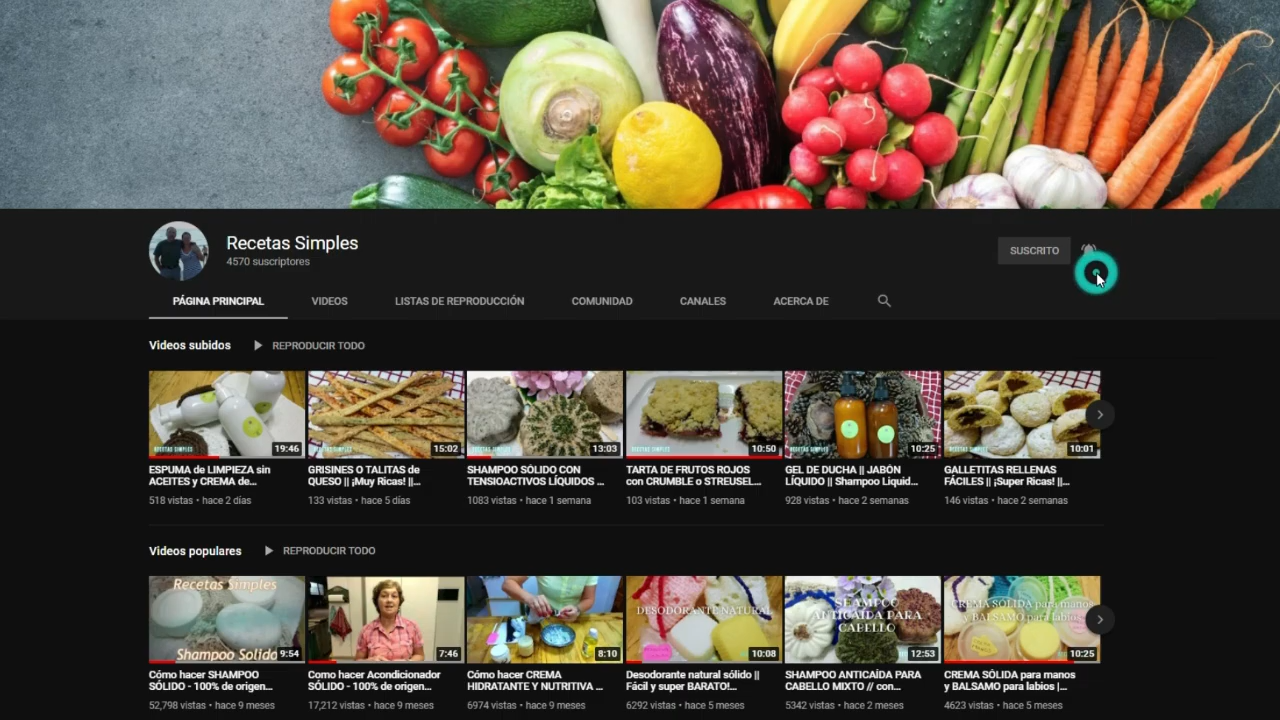 Recetas Simples
4570 suscriptores
SUSCRITO
PÁGINA PRINCIPAL VIDEOS LISTAS DE REPRODUCCIÓN COMUNIDAD CANALES ACERCA DE
Videos subidos REPRODUCIR TODO
19:46 15:02 13:03 10:50 10:25 10:01
ESPUMA de LIMPIEZA sin
ACEITES y CREMA de...
518 vistas • hace 2 días
GRISINES O TALITAS de
QUESO || ¡Muy Ricas! ||...
133 vistas • hace 5 días
SHAMPOO SÓLIDO CON
TENSIOACTIVOS LÍQUIDOS ...
1083 vistas • hace 1 semana
TARTA DE FRUTOS ROJOS
con CRUMBLE o STREUSEL...
103 vistas • hace 1 semana
GEL DE DUCHA || JABÓN
LÍQUIDO || Shampoo Liquid...
928 vistas • hace 2 semanas
GALLETITAS RELLENAS
FÁCILES || ¡Super Ricas! ||...
146 vistas • hace 2 semanas
Videos populares REPRODUCIR TODO
Recetas Simples
Shampoo Solido
9:54
Cómo hacer SHAMPOO
SÓLIDO - 100% de origen...
52,798 vistas • hace 9 meses
7:46
Como hacer Acondicionador
SÓLIDO - 100% de origen...
17,212 vistas • hace 9 meses
8:10
Cómo hacer CREMA
HIDRATANTE Y NUTRITIVA ...
6974 vistas • hace 9 meses
DESODORANTE NATURAL
10:08
Desodorante natural sólido ||
Fácil y super BARATO!...
6292 vistas • hace 5 meses
SHAMPOO
ANTICAÍDA PARA
CABELLO
12:53
SHAMPOO ANTICAÍDA PARA
CABELLO MIXTO // con...
5342 vistas • hace 2 meses
CREMA SÓLIDA para manos
y BALSAMO para labios
10:25
CREMA SÓLIDA para manos
y BALSAMO para labios |...
4623 vistas • hace 5 meses